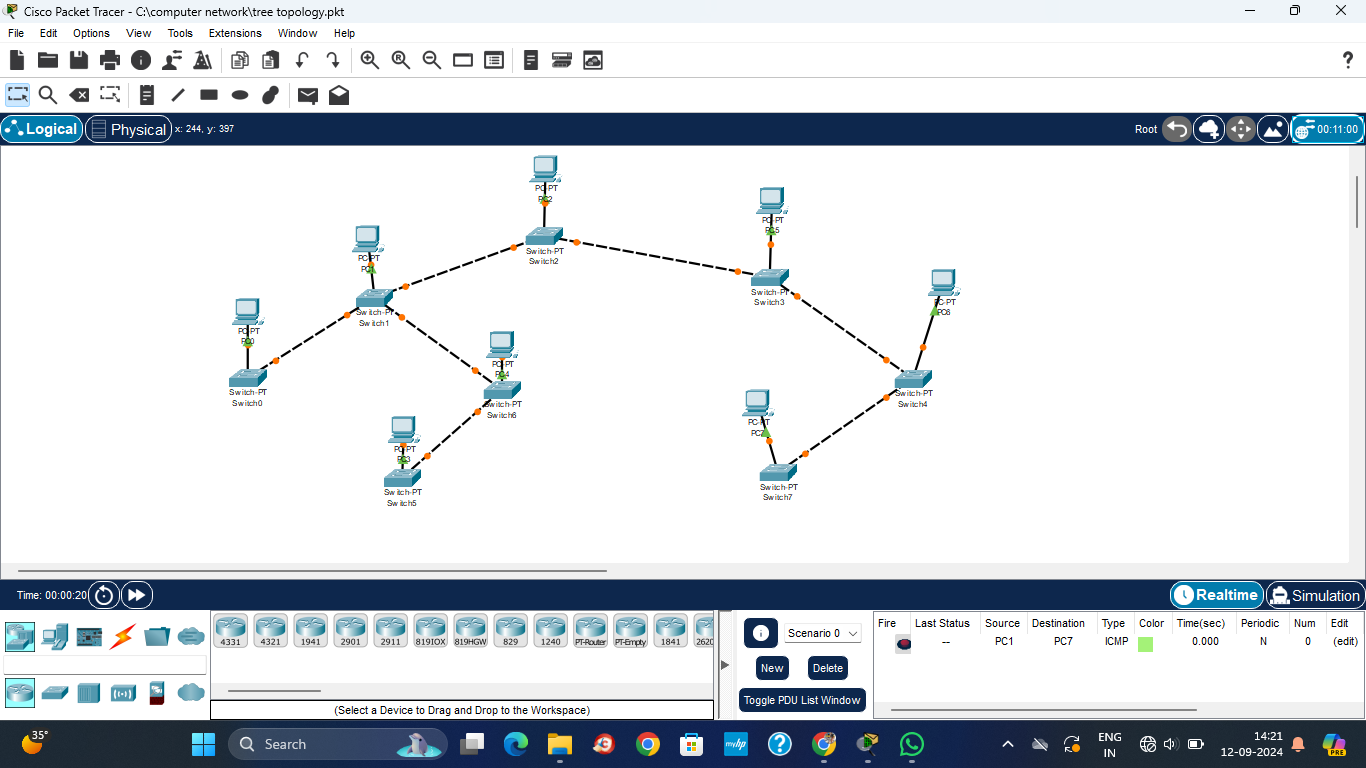 Cisco Packet Tracer - C:\computer network\tree topology.pkt
File Edit Options View Tools Extensions Window Help
Logical Physical x: 244, y: 397 Root 00:11:00
PC-PT
PC2
PC-PT
PC5
Switch-PT
Switch2
PC-PT
PC1
Switch-PT
Switch3
PC-PT
PC6
Switch-PT
Switch1
PC-PT
PC0
PC-PT
PC4
Switch-PT
Switch0
Switch-PT
Switch6
Switch-PT
Switch4
PC-PT
PC7
PC-PT
PC3
Switch-PT
Switch5
Switch-PT
Switch7
Time: 00:00:20 Realtime Simulation
4331 4321 1941 2901 2911 819IOX 819HGW 829 1240 PT-Router PT-Empty 1841 2620
(Select a Device to Drag and Drop to the Workspace)
Scenario 0
New Delete
Toggle PDU List Window
Fire Last Status Source Destination Type Color Time(sec) Periodic Num Edit
-- PC1 PC7 ICMP 0.000 N 0 (edit)
35°
Search
myhp
ENG
IN
14:21
12-09-2024
PRE